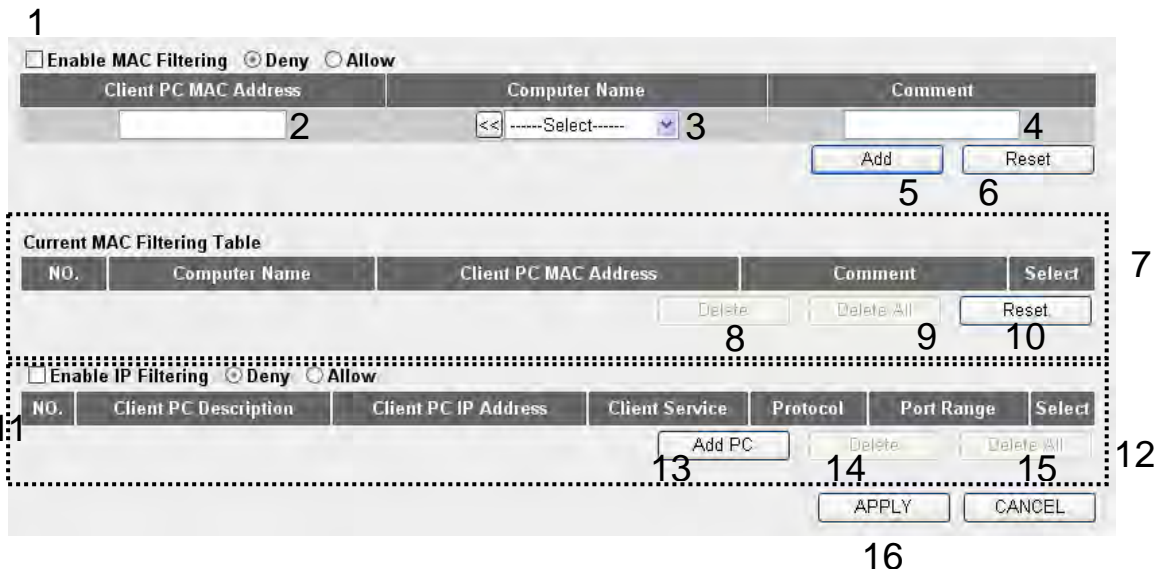 1
Enable MAC Filtering Deny Allow
Client PC MAC Address Computer Name Comment
2 << ------Select------ 3 4
Add Reset
5 6
Current MAC Filtering Table
NO. Computer Name Client PC MAC Address Comment Select 7
Delete Delete All Reset
8 9 10
Enable IP Filtering Deny Allow
NO. Client PC Description Client PC IP Address Client Service Protocol Port Range Select
11 Add PC Delete Delete All 12
13 14 15
APPLY CANCEL
16